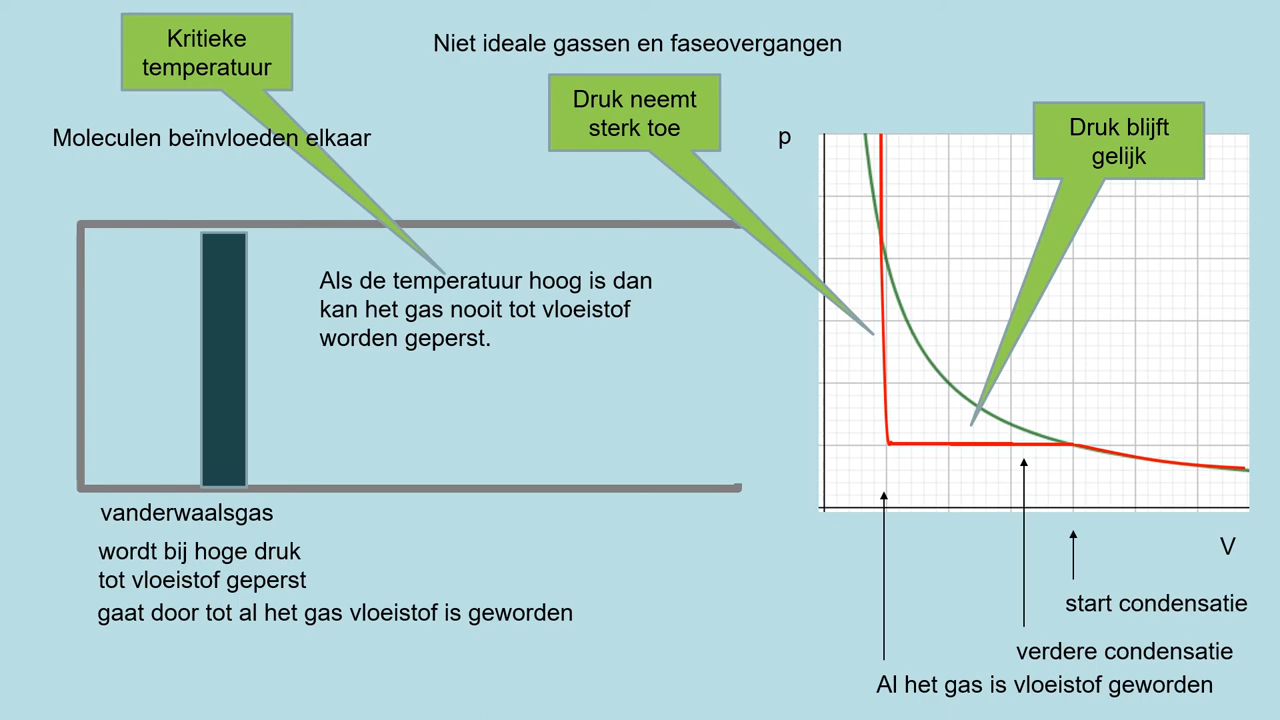 Kritieke
temperatuur
Niet ideale gassen en faseovergangen
Druk neemt
sterk toe
Moleculen beïnvloeden elkaar
p
Druk blijft
gelijk
Als de temperatuur hoog is dan
kan het gas nooit tot vloeistof
worden geperst.
vanderwaalsgas
wordt bij hoge druk
tot vloeistof geperst
gaat door tot al het gas vloeistof is geworden
V
start condensatie
verdere condensatie
Al het gas is vloeistof geworden